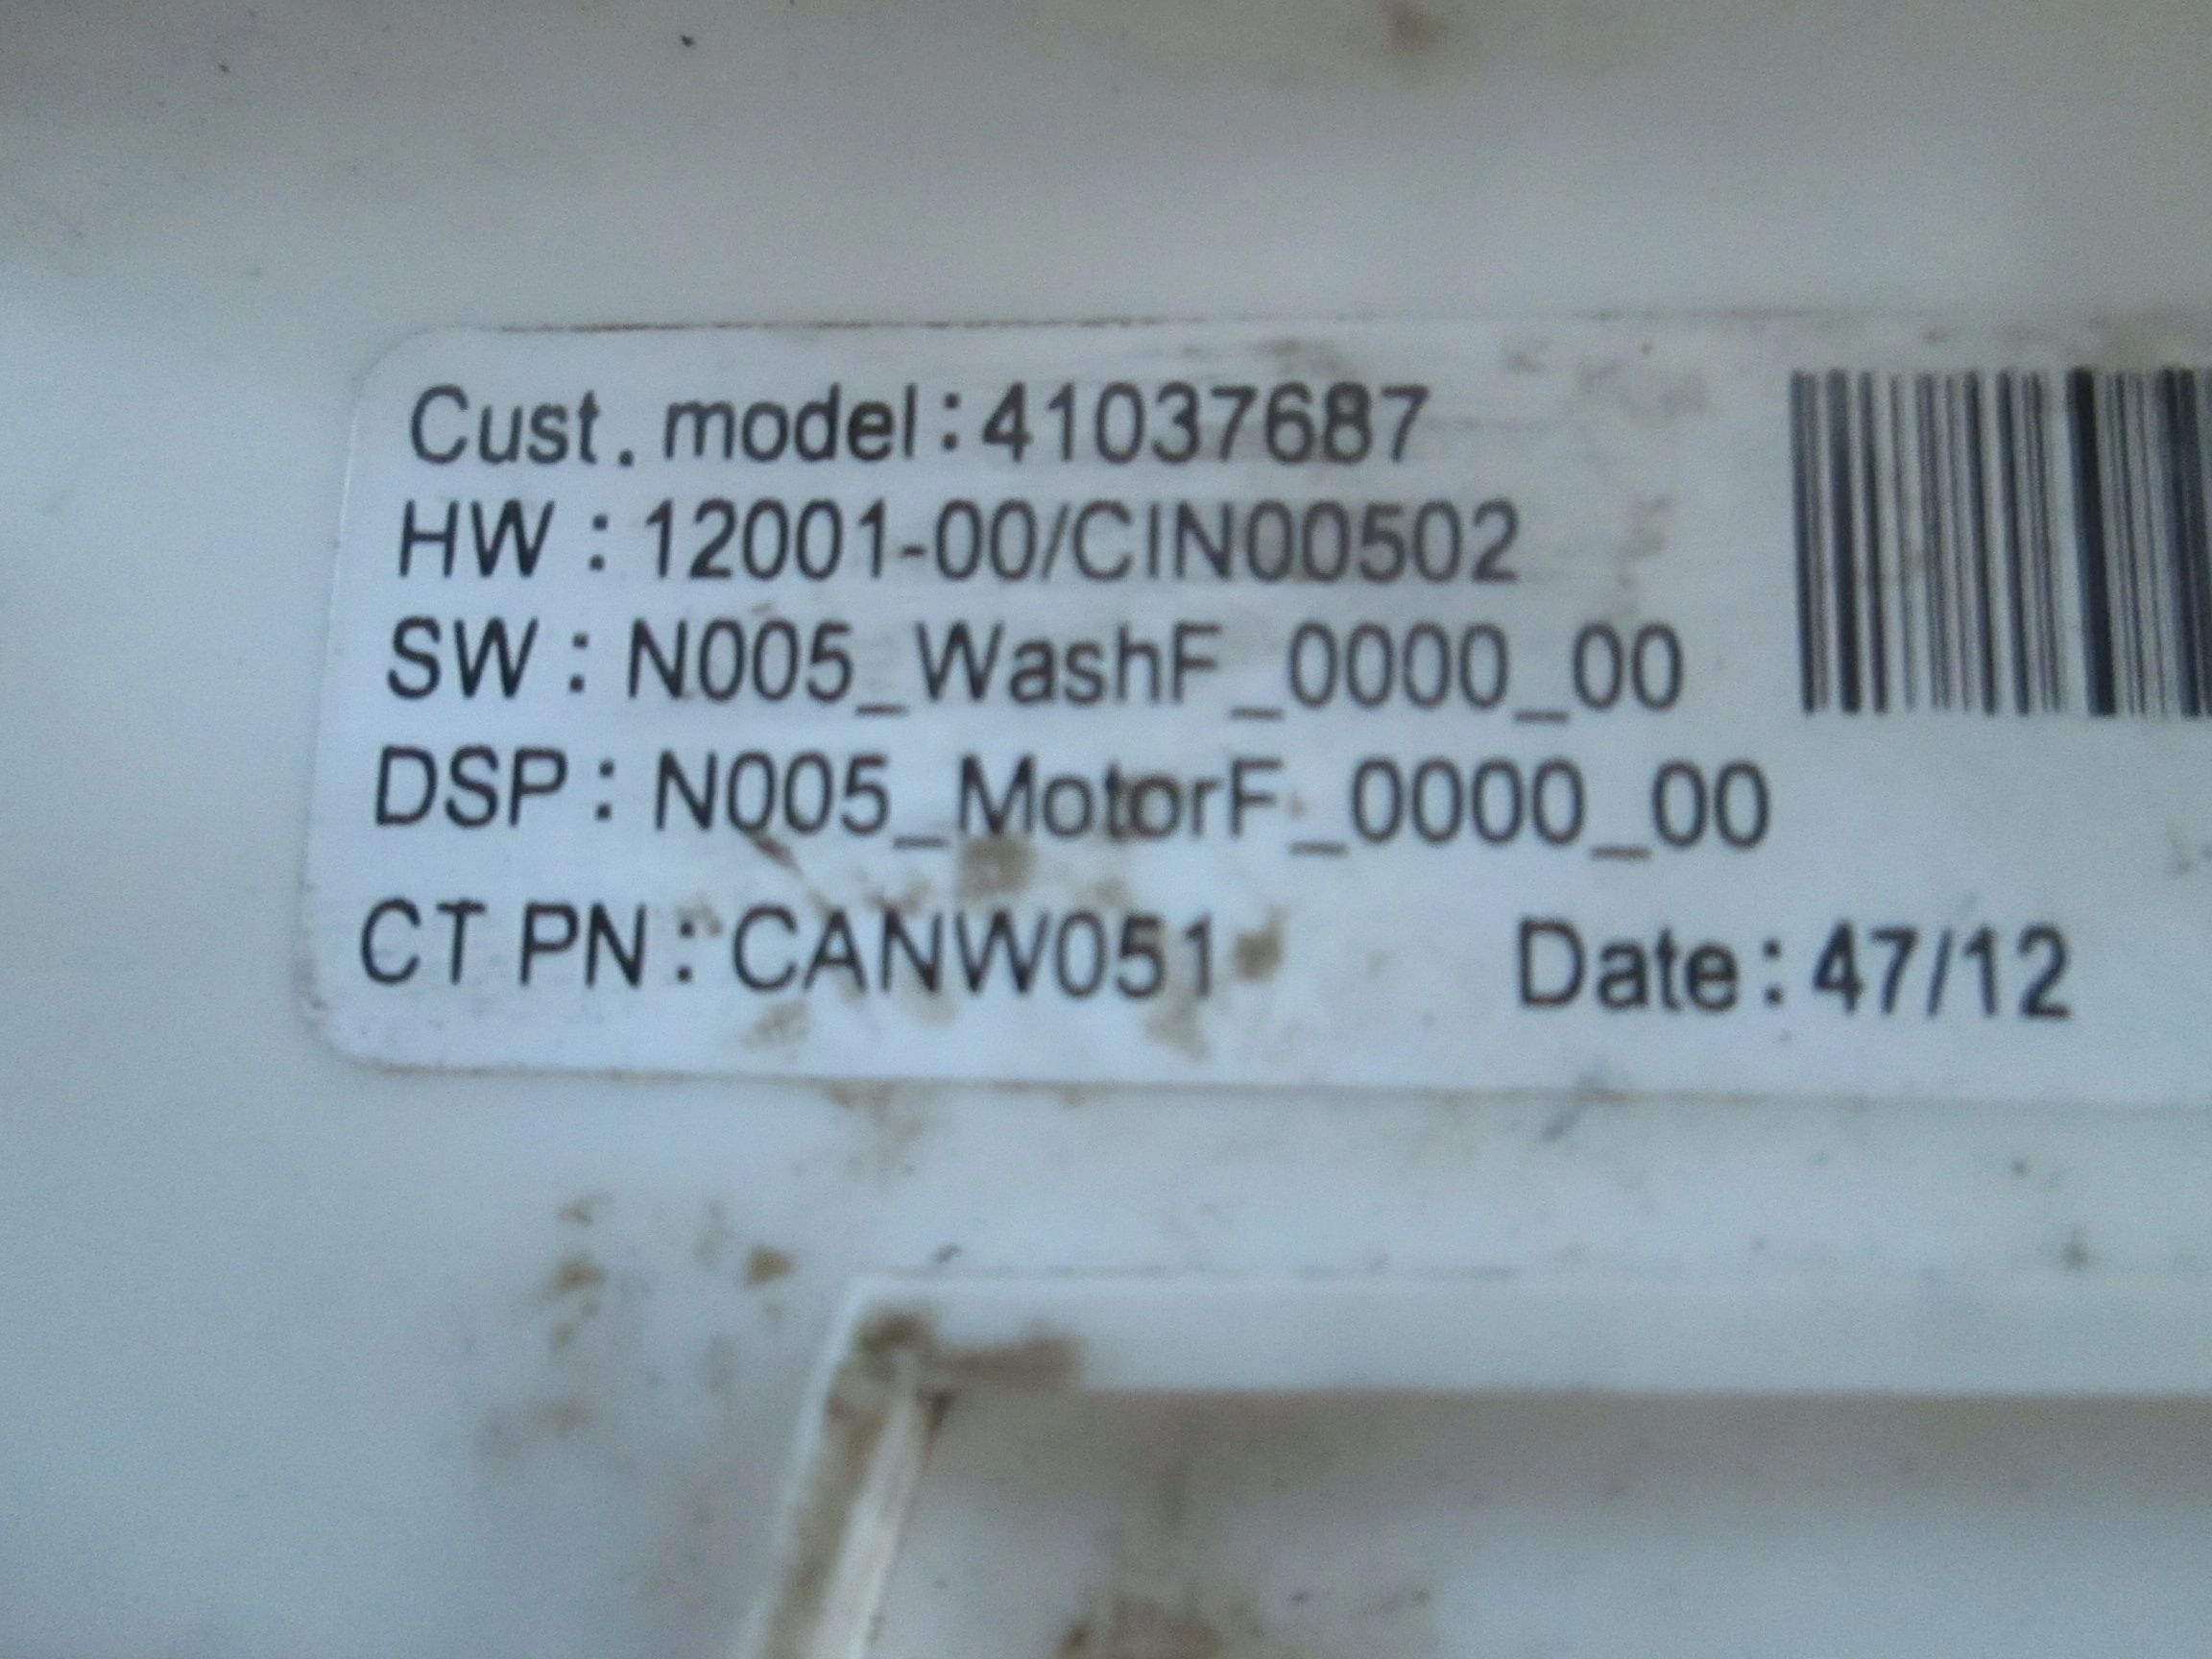 Cust. model:41037687
HW : 12001-00/CIN00502
SW : N005_WashF_0000_00
DSP: N005_MotorF_0000_00
CT PN: CANW051 Date: 47/12